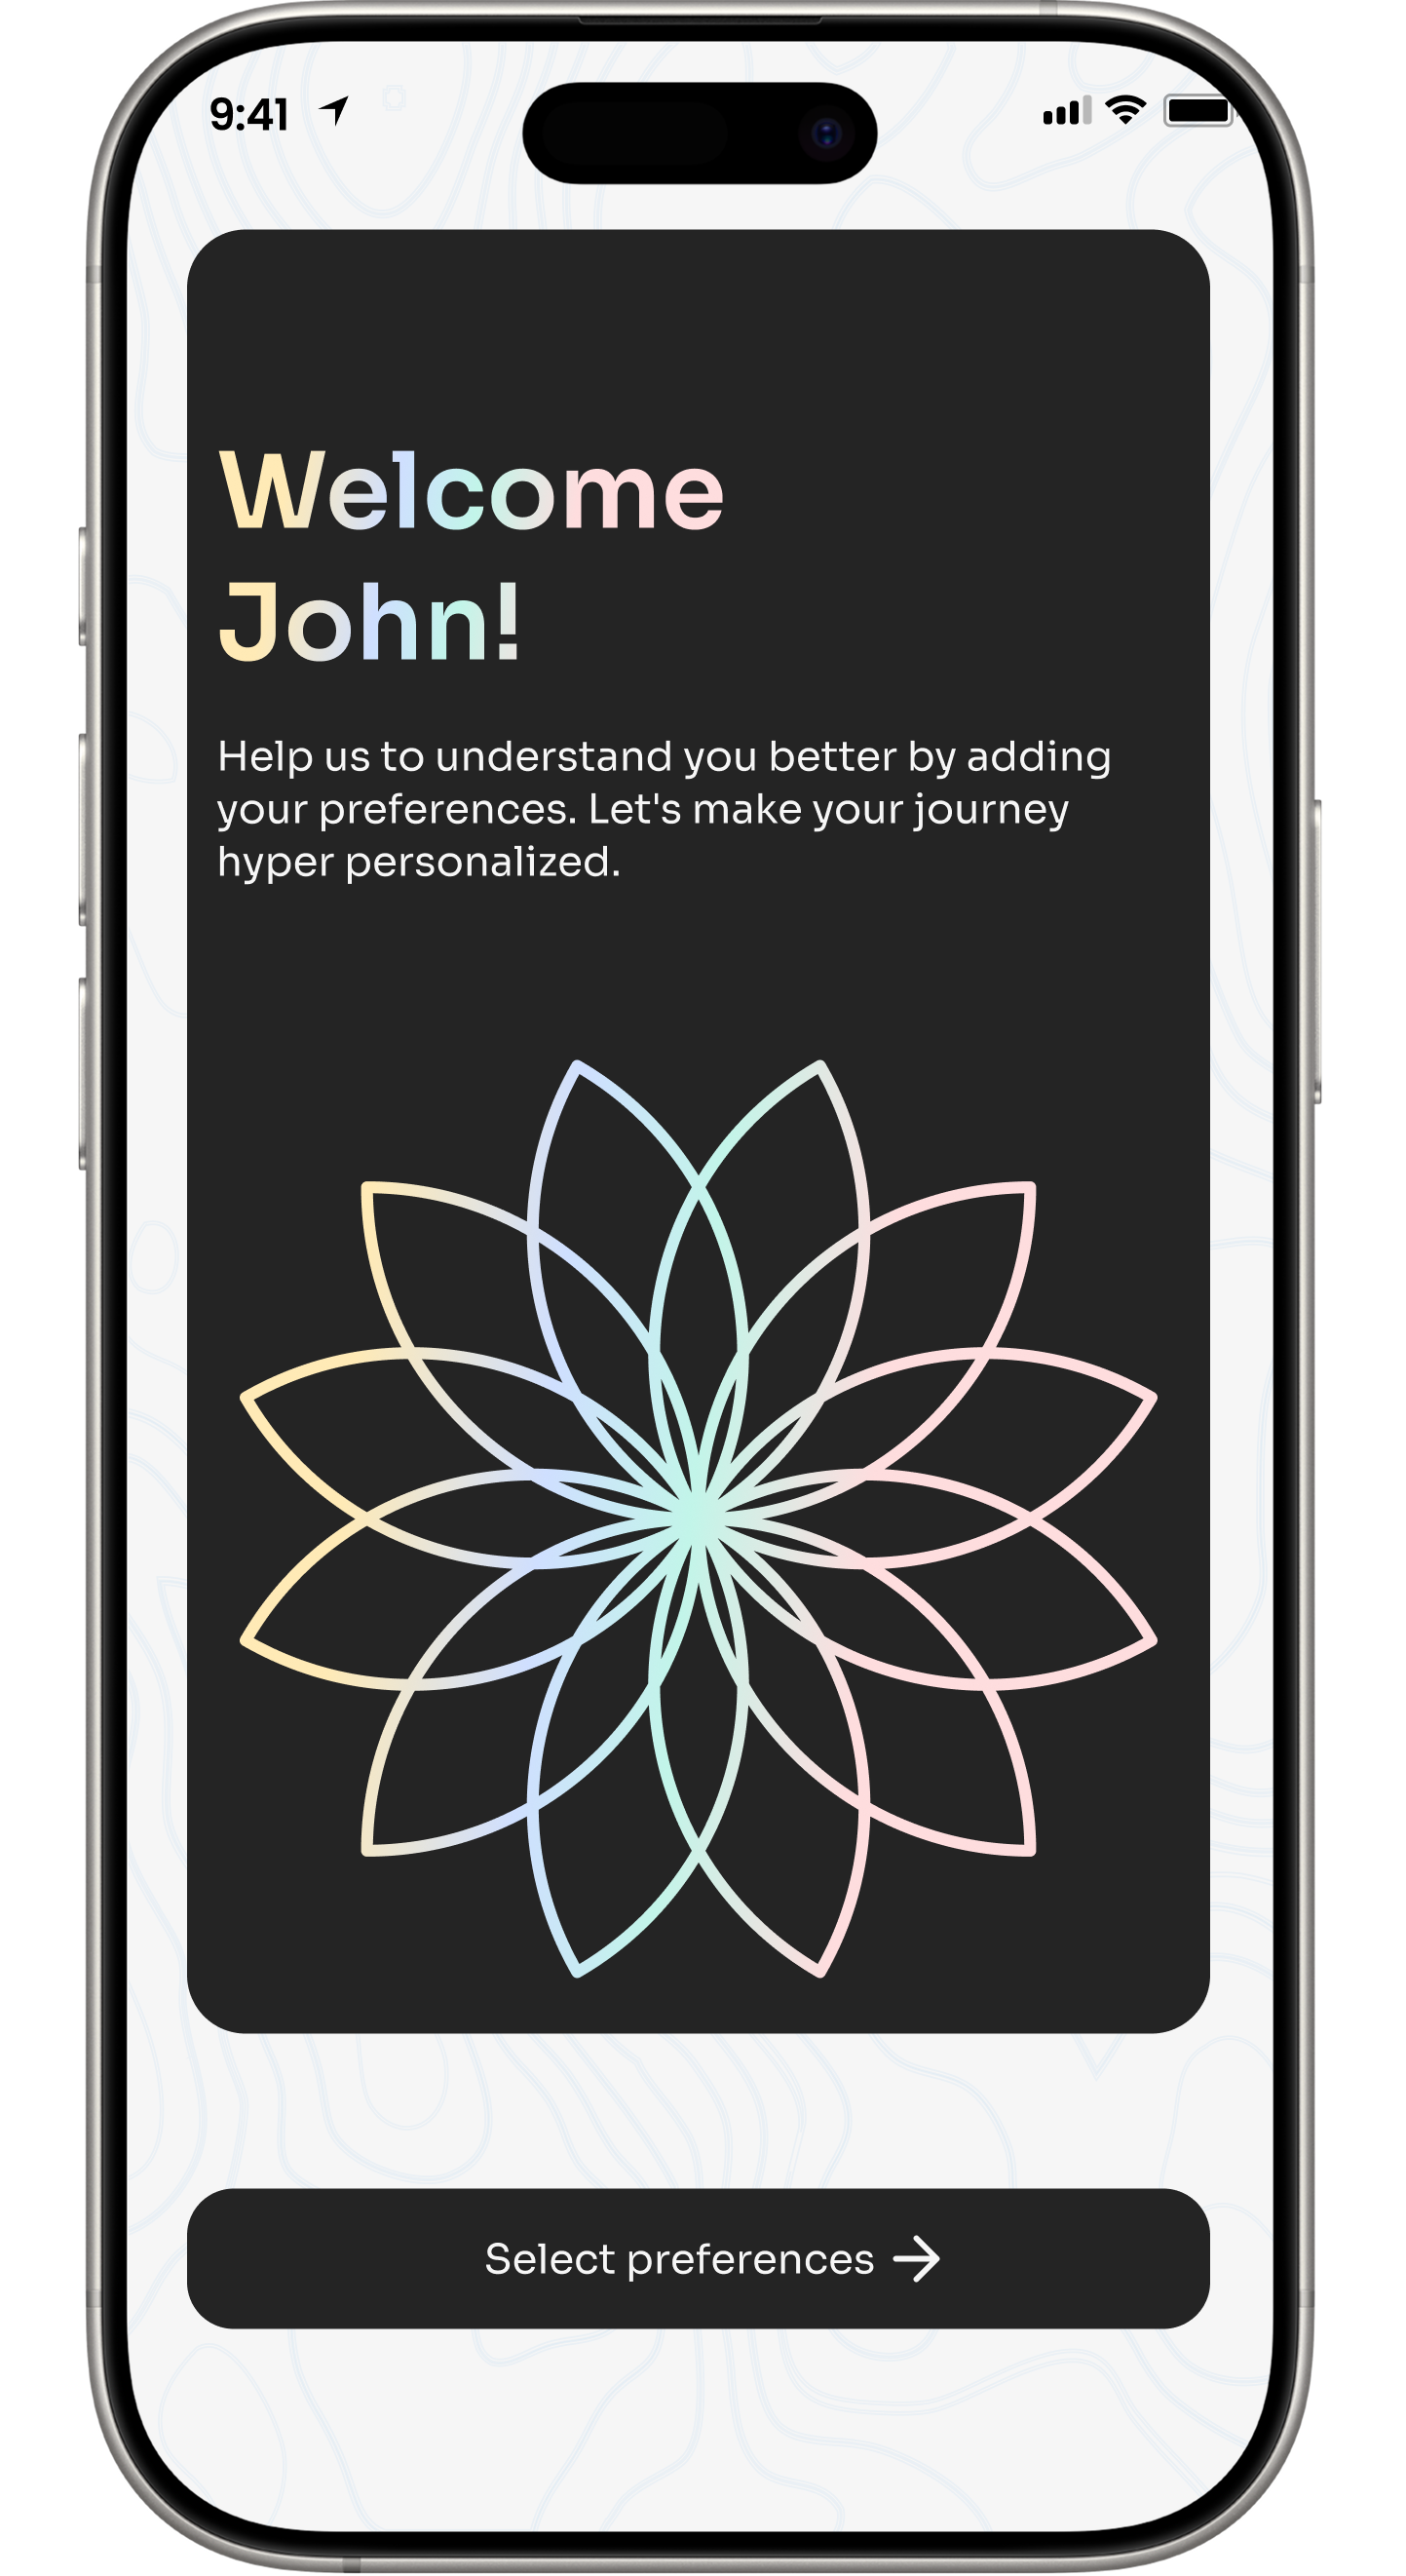 9:41
Welcome
John!
Help us to understand you better by adding
your preferences. Let's make your journey
hyper personalized.
Select preferences